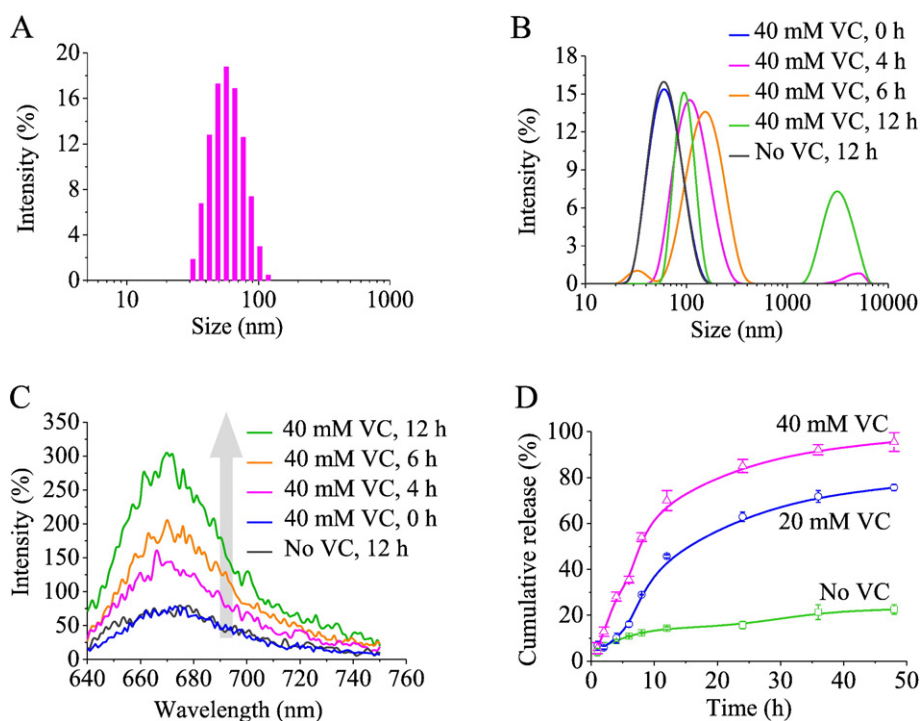 A
20
16
12
8
4
0
Intensity (%)
10
100
1000
Size (nm)
B
18
15
12
9
6
3
0
Intensity (%)
10
100
1000
10000
Size (nm)
40 mM VC, 0 h
40 mM VC, 4 h
40 mM VC, 6 h
40 mM VC, 12 h
No VC, 12 h
C
350
300
250
200
150
100
50
0
Intensity (%)
640
660
680
700
720
740
760
Wavelength (nm)
40 mM VC, 12 h
40 mM VC, 6 h
40 mM VC, 4 h
40 mM VC, 0 h
No VC, 12 h
D
100
80
60
40
20
0
Cumulative release (%)
0
10
20
30
40
50
Time (h)
40 mM VC
20 mM VC
No VC